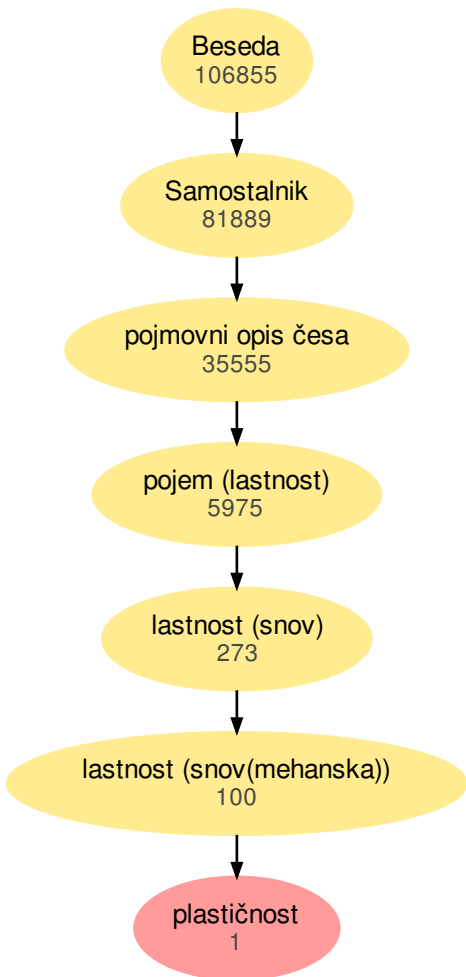 Beseda
106855
Samostalnik
81889
pojmovni opis česa
35555
pojem (lastnost)
5975
lastnost (snov)
273
lastnost (snov(mehanska))
100
plastičnost
1